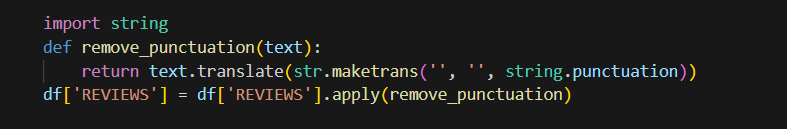 import string
def remove_punctuation(text):
    return text.translate(str.maketrans('', '', string.punctuation))
df['REVIEWS'] = df['REVIEWS'].apply(remove_punctuation)